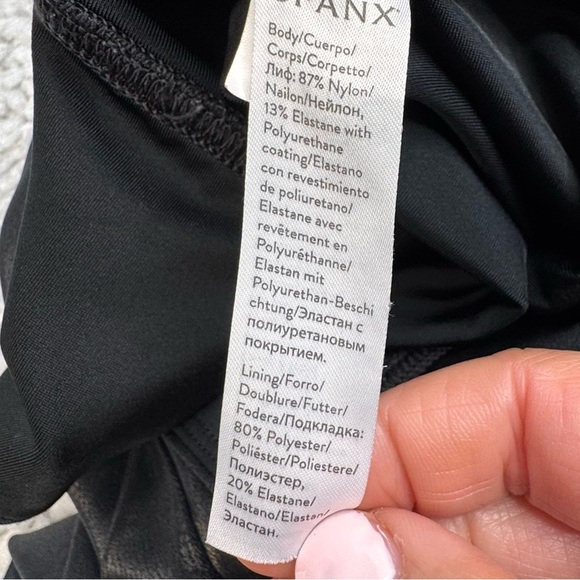 SPANX
Body/Cuerpo/
Corps/Corpetto/
Лиф: 87% Nylon/
Nailon/Нейлон,
13% Elastane with
Polyurethane
coating/Elastano
con revestimiento
de poliuretano/
Elastane avec
revêtement en
Polyuréthanne/
Elastan mit
Polyurethan-Beschi
chtung/Эластан с
полиуретановым
покрытием.
Lining/Forro/
Doublure/Futter/
Fodera/Подкладка:
80% Polyester/
Poliéster/Poliestere/
Полиэстер,
20% Elastane/
Elastano/Elastan/
Эластан.